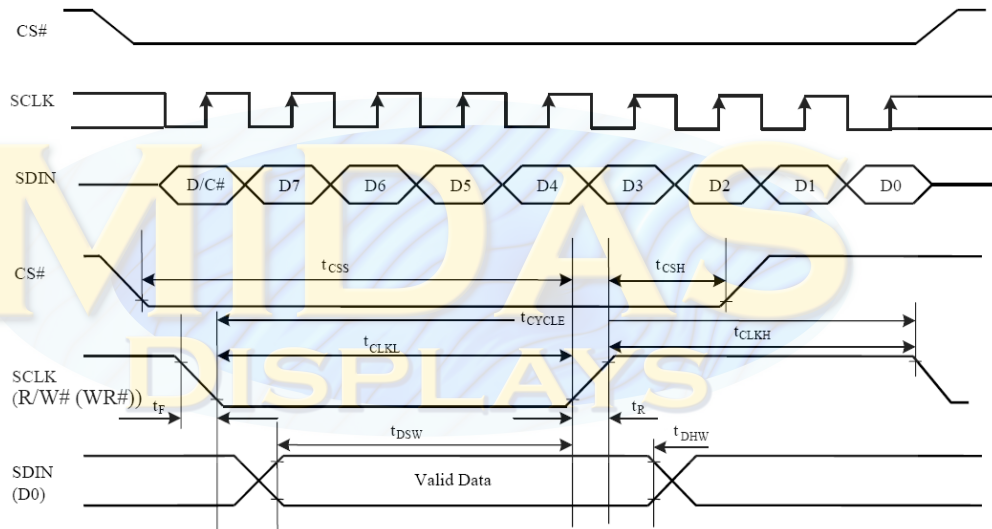 CS#
SCLK
SDIN
D/C# D7 D6 D5 D4 D3 D2 D1 D0
CS#
tCSS
tCSH
tCYCLE
tCLKL
tCLKH
SCLK
(R/W# (WR#))
tF
tR
tDSW
tDHW
SDIN
(D0)
Valid Data
MIDAS
DISPLAYS